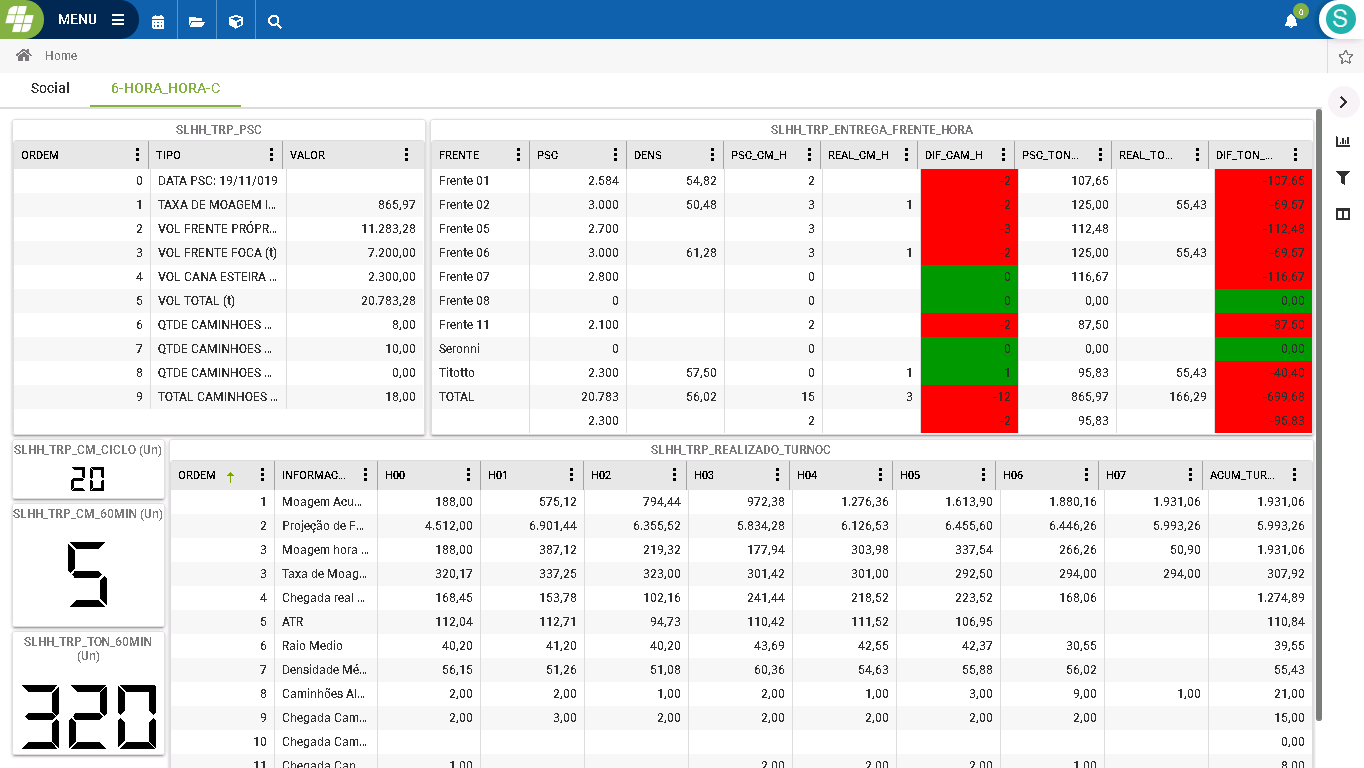 MENU
0
S
Home
Social 6-HORA_HORA-C
SLHH_TRP_PSC
ORDEM TIPO VALOR
0 DATA PSC: 19/11/019
1 TAXA DE MOAGEM I... 865,97
2 VOL FRENTE PRÓPR... 11.283,28
3 VOL FRENTE FOCA (t) 7.200,00
4 VOL CANA ESTEIRA ... 2.300,00
5 VOL TOTAL (t) 20.783,28
6 QTDE CAMINHOES ... 8,00
7 QTDE CAMINHOES ... 10,00
8 QTDE CAMINHOES ... 0,00
9 TOTAL CAMINHOES ... 18,00
SLHH_TRP_ENTREGA_FRENTE_HORA
FRENTE PSC DENS PSC_CM_H REAL_CM_H DIF_CAM_H PSC_TON... REAL_TO... DIF_TON_...
Frente 01 2.584 54,82 2 -2 107,65 -107,65
Frente 02 3.000 50,48 3 1 -2 125,00 55,43 -69,57
Frente 05 2.700 3 -3 112,48 -112,48
Frente 06 3.000 61,28 3 1 -2 125,00 55,43 -69,57
Frente 07 2.800 0 0 116,67 -116,67
Frente 08 0 0 0 0,00 0,00
Frente 11 2.100 2 -2 87,50 -87,50
Seronni 0 0 0 0,00 0,00
Titotto 2.300 57,50 0 1 1 95,83 55,43 -40,40
TOTAL 20.783 56,02 15 3 -12 865,97 166,29 -699,68
2.300 2 -2 95,83 -95,83
SLHH_TRP_CM_CICLO (Un)
20
SLHH_TRP_CM_60MIN (Un)
5
SLHH_TRP_TON_60MIN
(Un)
320
SLHH_TRP_REALIZADO_TURNOC
ORDEM INFORMAC... H00 H01 H02 H03 H04 H05 H06 H07 ACUM_TUR...
1 Moagem Acu... 188,00 575,12 794,44 972,38 1.276,36 1.613,90 1.880,16 1.931,06 1.931,06
2 Projeção de F... 4.512,00 6.901,44 6.355,52 5.834,28 6.126,53 6.455,60 6.446,26 5.993,26 5.993,26
3 Moagem hora ... 188,00 387,12 219,32 177,94 303,98 337,54 266,26 50,90 1.931,06
3 Taxa de Moag... 320,17 337,25 323,00 301,42 301,00 292,50 294,00 294,00 307,92
4 Chegada real ... 168,45 153,78 102,16 241,44 218,52 223,52 168,06 1.274,89
5 ATR 112,04 112,71 94,73 110,42 111,52 106,95 110,84
6 Raio Medio 40,20 41,20 40,20 43,69 42,55 42,37 30,55 39,55
7 Densidade Mé... 56,15 51,26 51,08 60,36 54,63 55,88 56,02 55,43
8 Caminhões Al... 2,00 2,00 1,00 2,00 1,00 3,00 9,00 1,00 21,00
9 Chegada Cam... 2,00 3,00 2,00 2,00 2,00 2,00 2,00 15,00
10 Chegada Cam... 0,00
11 Chegada Can... 1,00 2,00 2,00 2,00 1,00 8,00